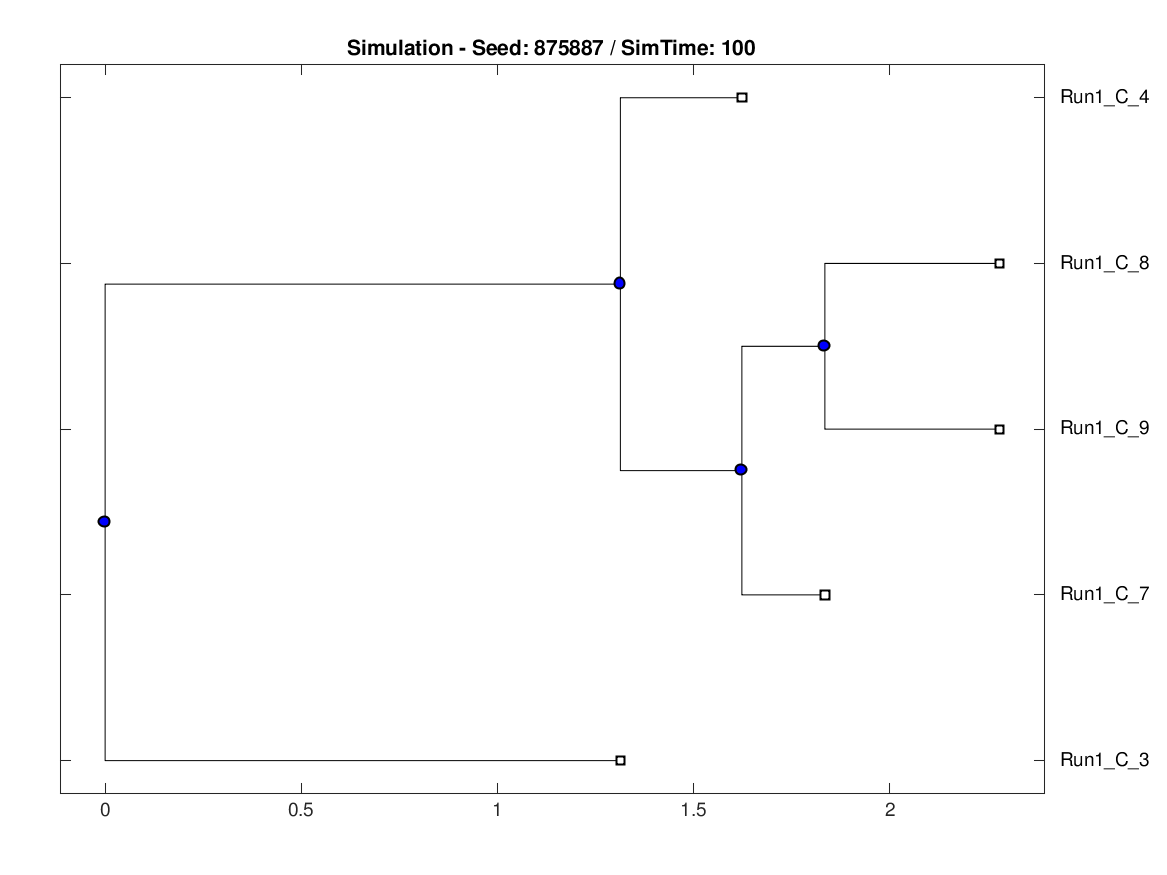 Simulation - Seed: 875887 / SimTime: 100
Run1_C_4
Run1_C_8
Run1_C_9
Run1_C_7
Run1_C_3
0 0.5 1 1.5 2